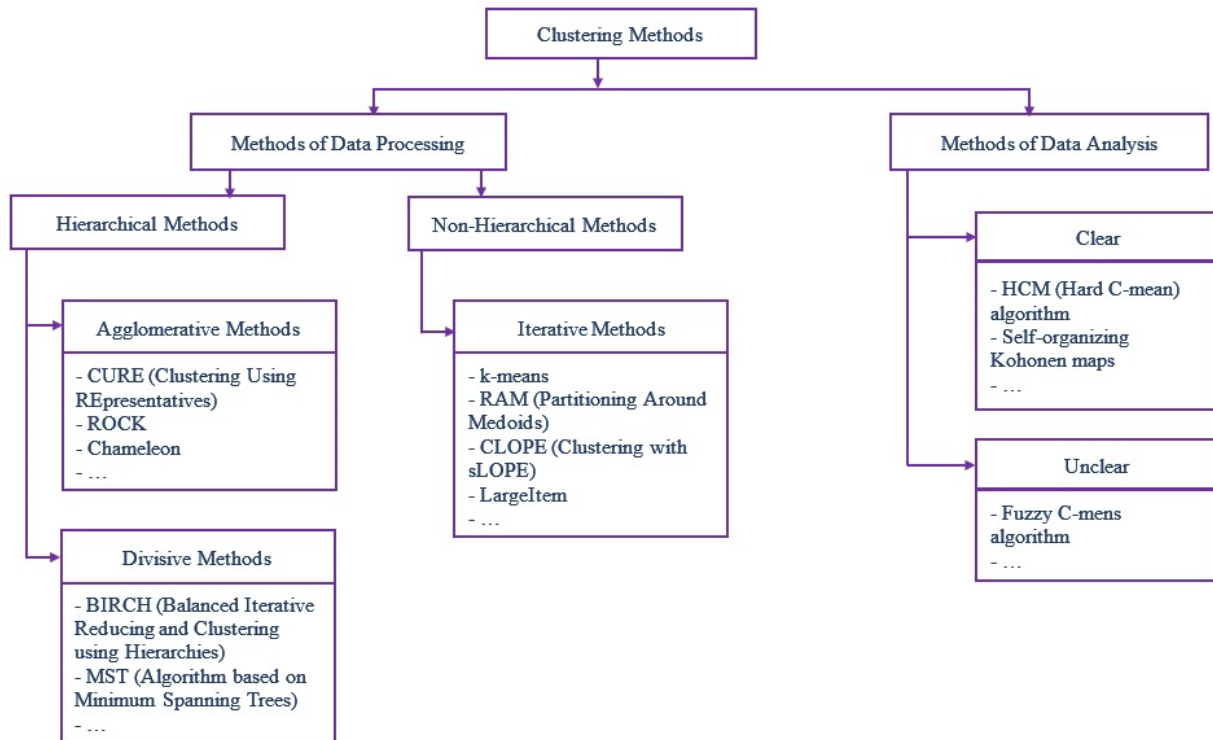 Clustering Methods
Methods of Data Processing
Methods of Data Analysis
Hierarchical Methods
Non-Hierarchical Methods
Clear
- HCM (Hard C-mean)
algorithm
- Self-organizing
Kohonen maps
- ...
Agglomerative Methods
- CURE (Clustering Using
REpresentatives)
- ROCK
- Chameleon
- ...
Iterative Methods
- k-means
- RAM (Partitioning Around
Medoids)
- CLOPE (Clustering with
sLOPE)
- LargeItem
- ...
Unclear
- Fuzzy C-mens
algorithm
- ...
Divisive Methods
- BIRCH (Balanced Iterative
Reducing and Clustering
using Hierarchies)
- MST (Algorithm based on
Minimum Spanning Trees)
- ...